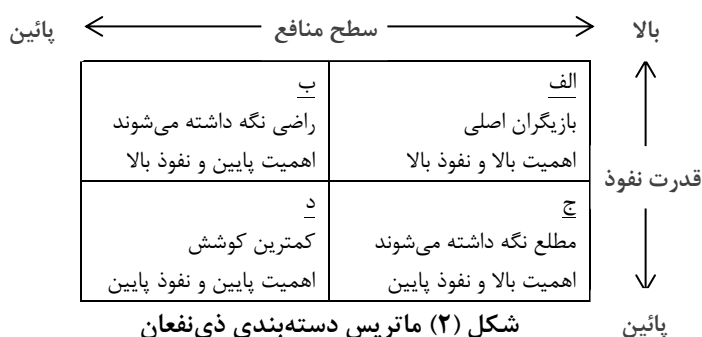 بالا سطح منافع پائین
الف
بازیگران اصلی
اهمیت بالا و نفوذ بالا
ب
راضی نگه داشته می‌شوند
اهمیت پایین و نفوذ بالا
قدرت نفوذ
ج
مطلع نگه داشته می‌شوند
اهمیت بالا و نفوذ پایین
د
کمترین کوشش
اهمیت پایین و نفوذ پایین
پائین
شکل (۲) ماتریس دسته‌بندی ذی‌نفعان